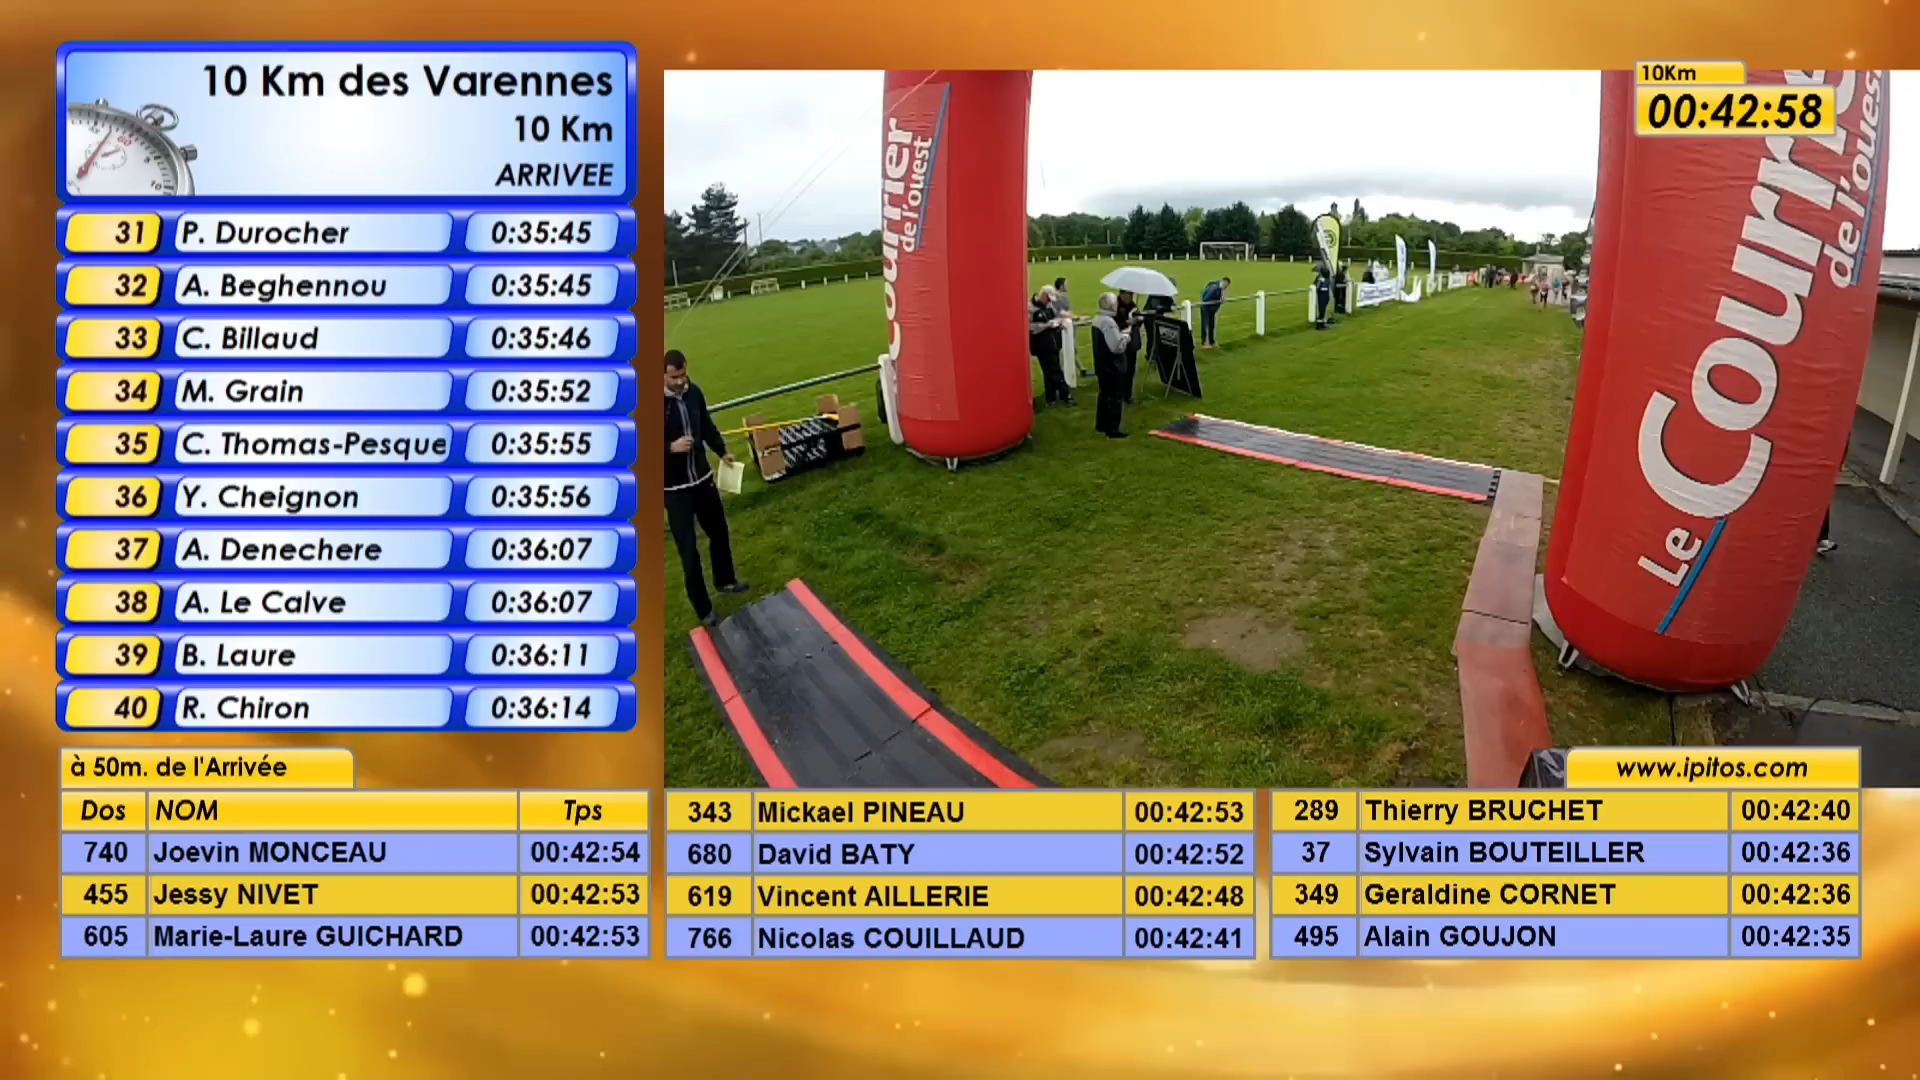 10 Km des Varennes
10 Km
ARRIVEE
31 P. Durocher 0:35:45
32 A. Beghennou 0:35:45
33 C. Billaud 0:35:46
34 M. Grain 0:35:52
35 C. Thomas-Pesque 0:35:55
36 Y. Cheignon 0:35:56
37 A. Denechere 0:36:07
38 A. Le Calve 0:36:07
39 B. Laure 0:36:11
40 R. Chiron 0:36:14
10Km
00:42:58
Courrier
de l'ouest
Le Courrie
de l'ouest
www.ipitos.com
à 50m. de l'Arrivée
Dos NOM Tps
740 Joevin MONCEAU 00:42:54
455 Jessy NIVET 00:42:53
605 Marie-Laure GUICHARD 00:42:53
343 Mickael PINEAU 00:42:53
680 David BATY 00:42:52
619 Vincent AILLERIE 00:42:48
766 Nicolas COUILLAUD 00:42:41
289 Thierry BRUCHET 00:42:40
37 Sylvain BOUTEILLER 00:42:36
349 Geraldine CORNET 00:42:36
495 Alain GOUJON 00:42:35